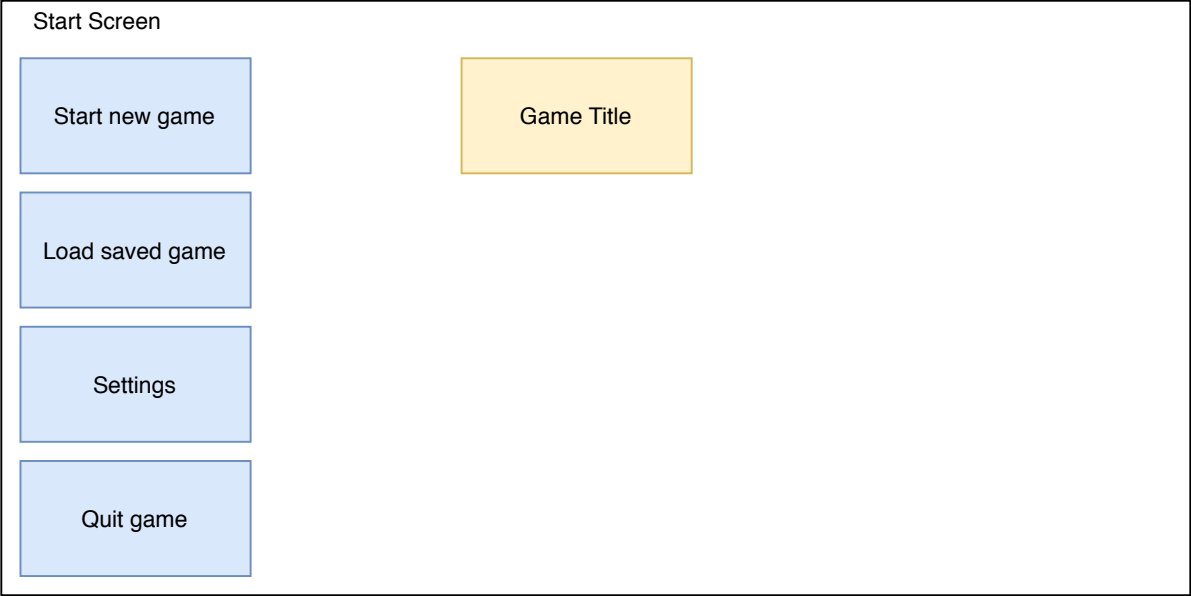 Start Screen
Start new game
Game Title
Load saved game
Settings
Quit game